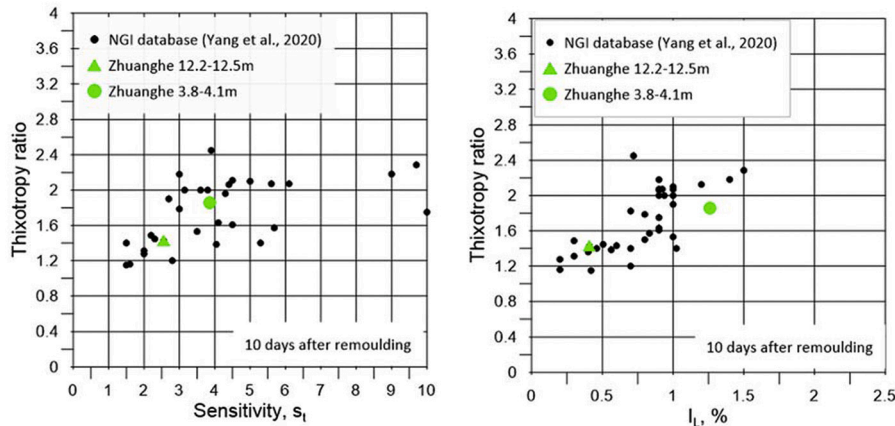 4
3.6
3.2
2.8
2.4
2
1.6
1.2
0.8
0.4
0
Thixotropy ratio
NGI database (Yang et al., 2020)
Zhuanghe 12.2-12.5m
Zhuanghe 3.8-4.1m
10 days after remoulding
0 1 2 3 4 5 6 7 8 9 10
Sensitivity, st
4
3.6
3.2
2.8
2.4
2
1.6
1.2
0.8
0.4
0
Thixotropy ratio
NGI database (Yang et al., 2020)
Zhuanghe 12.2-12.5m
Zhuanghe 3.8-4.1m
10 days after remoulding
0 0.5 1 1.5 2 2.5
IL, %